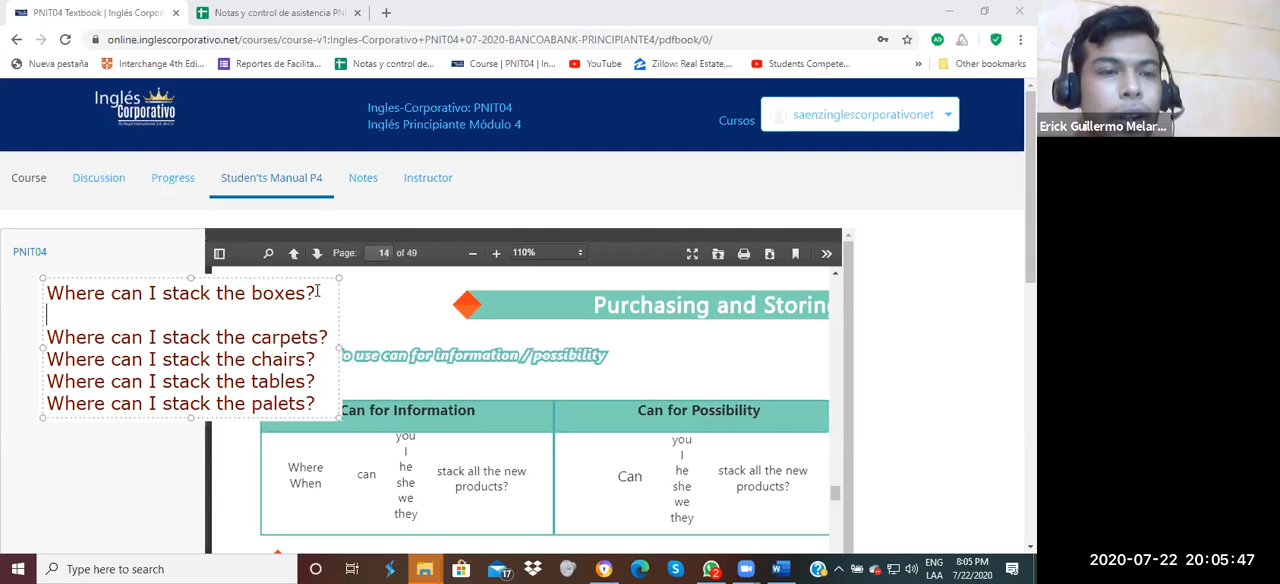 PNIT04 Textbook | Inglés Corpor
Notas y control de asistencia PNI
online.inglescorporativo.net/courses/course-v1:Ingles-Corporativo+PNIT04+07-2020-BANCOABANK-PRINCIPIANTE4/pdfbook/0/
Nueva pestaña
Interchange 4th Edi...
Reportes de Facilita...
Notas y control de...
Course | PNIT04 | In...
YouTube
Zillow: Real Estate,...
Students Compete...
»
Other bookmarks
Inglés
Corporativo
Ingles-Corporativo: PNIT04
Inglés Principiante Módulo 4
Cursos
saenzinglescorporativonet
Erick Guillermo Melar...
Course
Discussion
Progress
Studen'ts Manual P4
Notes
Instructor
PNIT04
Page: 14 of 49
110%
Where can I stack the boxes?
Where can I stack the carpets?
Where can I stack the chairs?
Where can I stack the tables?
Where can I stack the palets?
Purchasing and Storing
to use can for information/possibility
Can for Information
Can for Possibility
Where
When
can
you
I
he
she
we
they
stack all the new
products?
Can
you
I
he
she
we
they
stack all the new
products?
Type here to search
17
ENG
LAA
8:05 PM
7/22/2020
2020-07-22 20:05:47